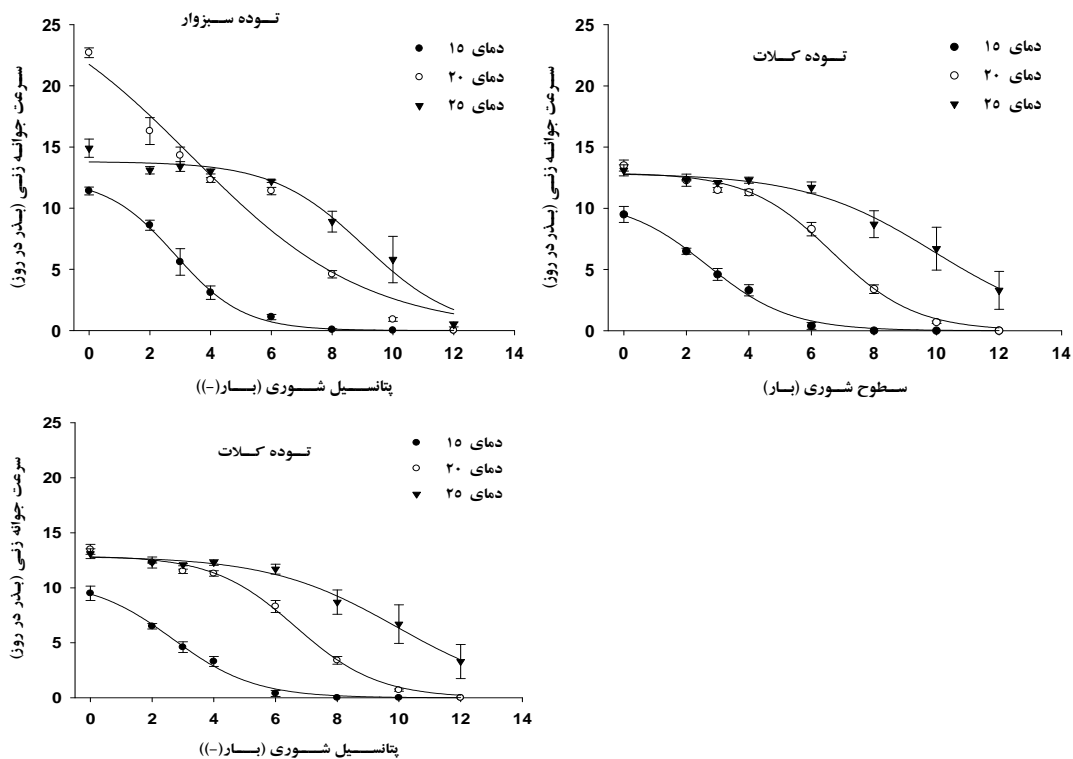 توده سبزوار
25
20
15
10
5
0
سرعت جوانه زنی (بذر در روز)
دمای ۱۵
دمای ۲۰
دمای ۲۵
0 2 4 6 8 10 12 14
پتانسیل شوری (بار(-))
توده کلات
25
20
15
10
5
0
سرعت جوانه زنی (بذر در روز)
دمای ۱۵
دمای ۲۰
دمای ۲۵
0 2 4 6 8 10 12 14
سطوح شوری (بار)
توده کلات
25
20
15
10
5
0
سرعت جوانه زنی (بذر در روز)
دمای ۱۵
دمای ۲۰
دمای ۲۵
0 2 4 6 8 10 12 14
پتانسیل شوری (بار(-))